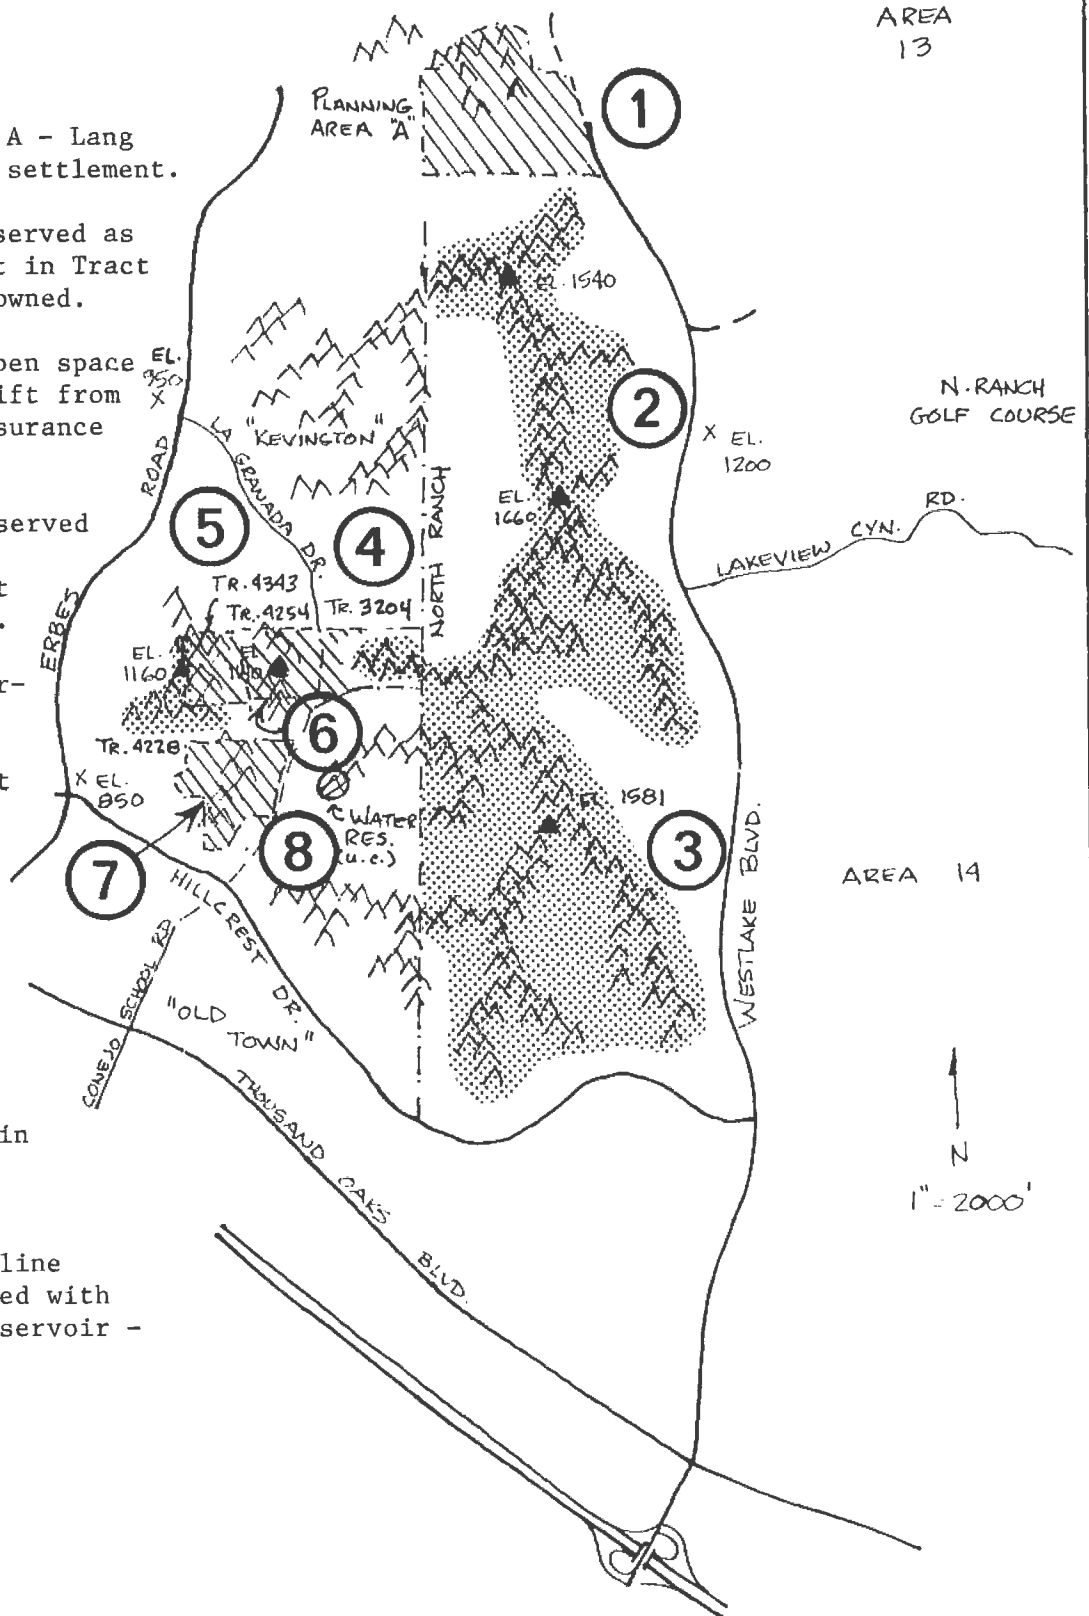 AREA
13
PLANNING
AREA "A"
1
A - Lang
settlement.
served as
t in Tract
owned.
pen space
ift from
surance
served
t
.
r-
t
in
line
ed with
servoir -
EL. 1540
EL.
950
X
"KEVINGTON"
LA GRANADA DR.
ROAD
ERBES
2
X EL.
1200
N. RANCH
GOLF COURSE
NORTH RANCH
EL.
1660
LAKEVIEW CYN. RD.
5
4
TR. 4343
TR. 4254
TR. 3204
EL.
1160
EL
6
TR. 4228
X EL.
850
WATER
RES.
(u.c.)
EL. 1581
7
8
3
HILLCREST DR.
AREA 14
WESTLAKE BLVD.
CONEJO SCHOOL RD
"OLD
TOWN"
THOUSAND OAKS BLVD.
N
1" = 2000'